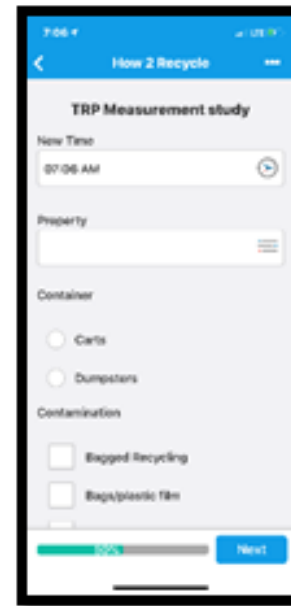 7:06
LTE
How 2 Recycle
TRP Measurement study
New Time
07:06 AM
Property
Container
Carts
Dumpsters
Contamination
Bagged Recycling
Bags/plastic film
Next